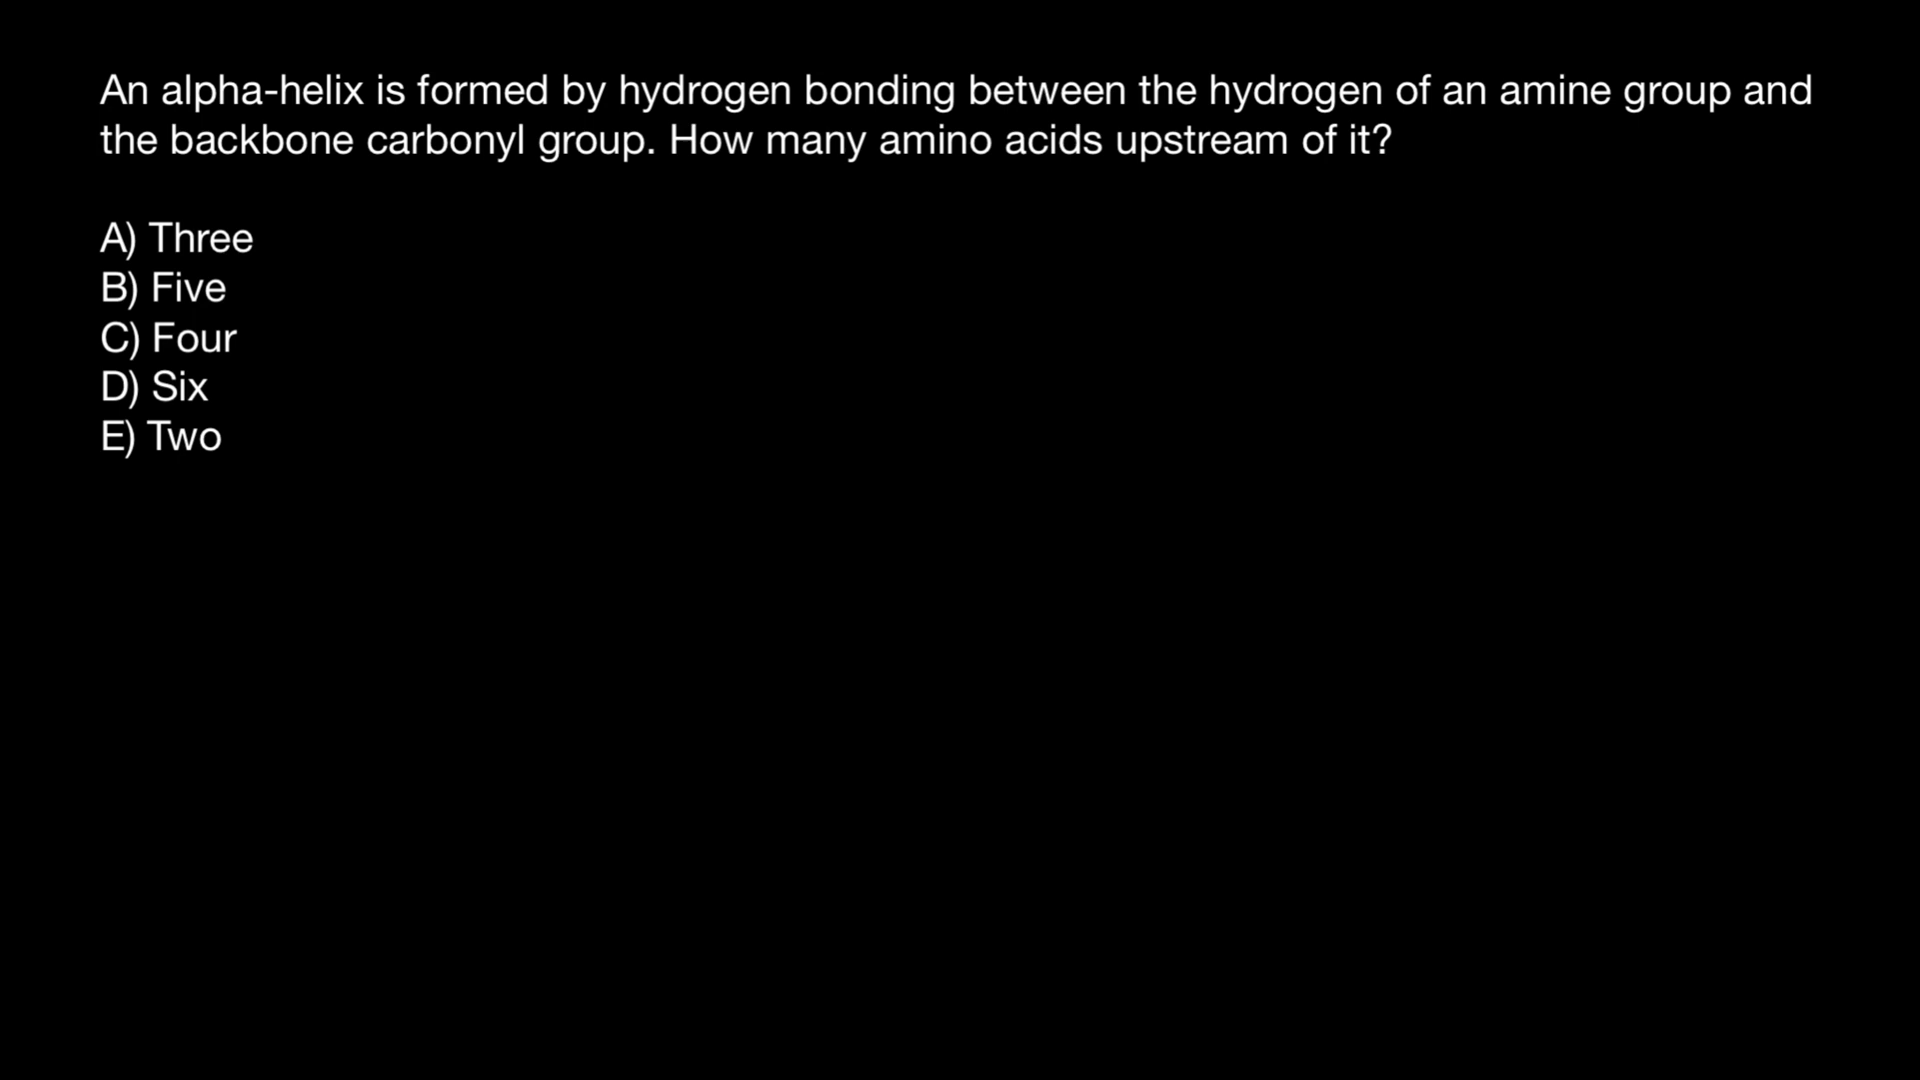 An alpha-helix is formed by hydrogen bonding between the hydrogen of an amine group and
the backbone carbonyl group. How many amino acids upstream of it?
A) Three
B) Five
C) Four
D) Six
E) Two